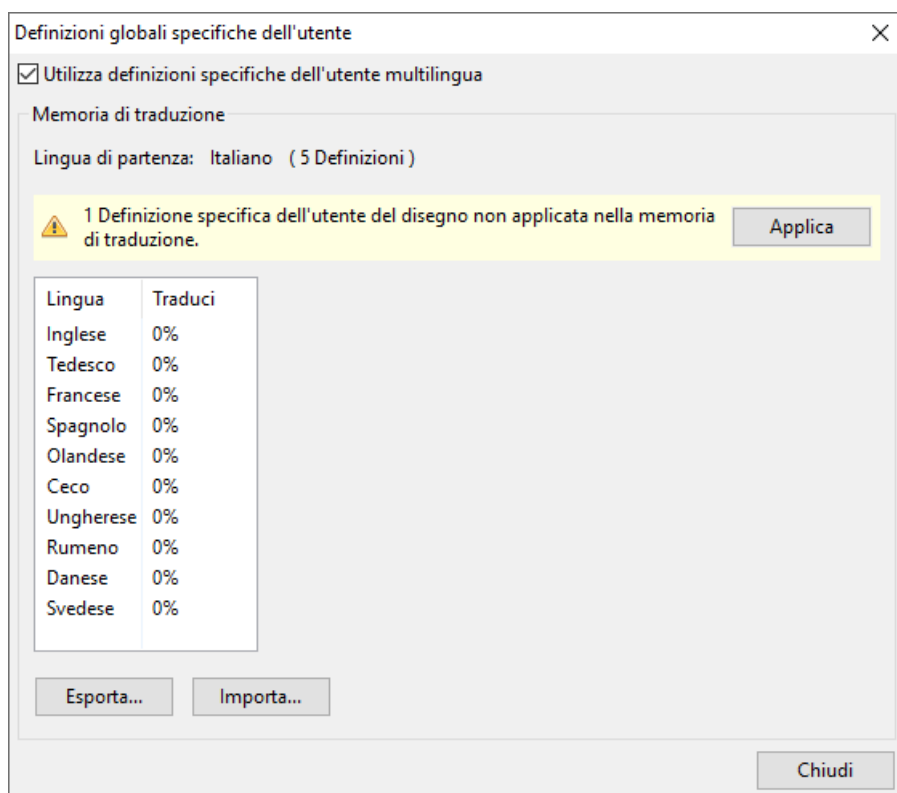 Definizioni globali specifiche dell'utente
Utilizza definizioni specifiche dell'utente multilingua
Memoria di traduzione
Lingua di partenza: Italiano ( 5 Definizioni )
1 Definizione specifica dell'utente del disegno non applicata nella memoria
di traduzione.
Applica
Lingua Traduci
Inglese 0%
Tedesco 0%
Francese 0%
Spagnolo 0%
Olandese 0%
Ceco 0%
Ungherese 0%
Rumeno 0%
Danese 0%
Svedese 0%
Esporta... Importa...
Chiudi